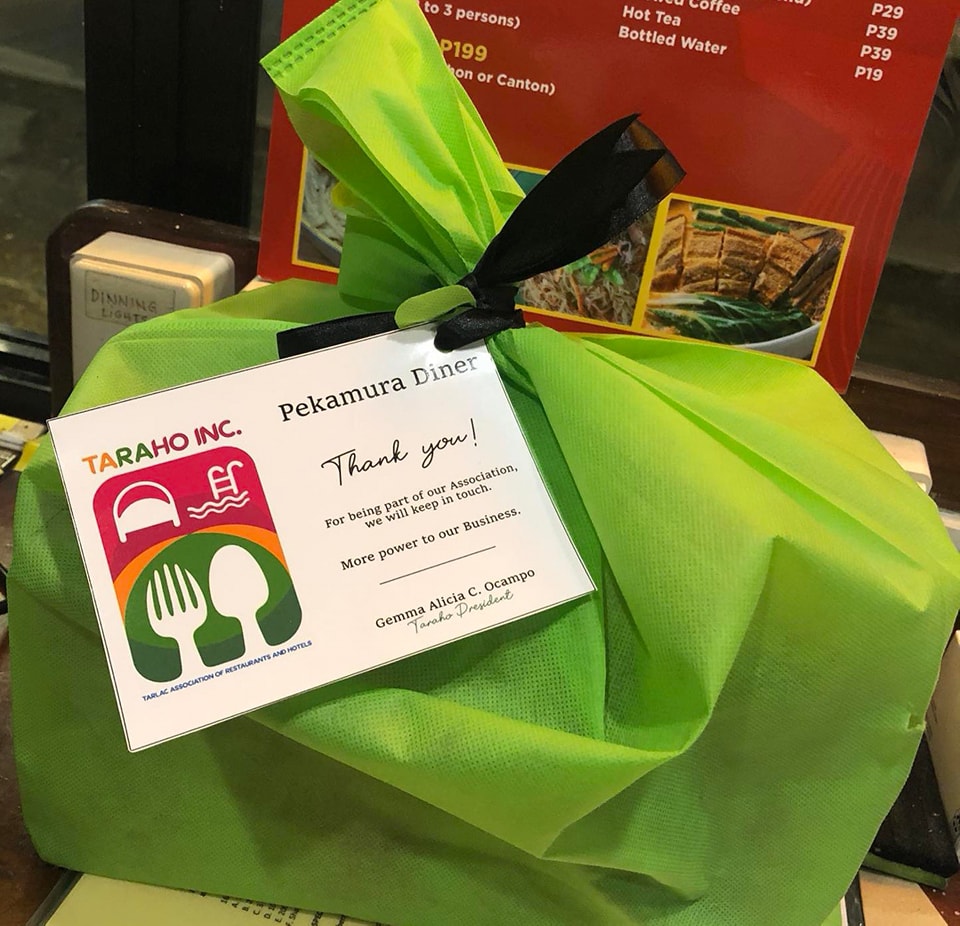 to 3 persons)
P199
or Canton)
Coffee
Hot Tea
Bottled Water
P29
P39
P39
P19
DINNING
LIGHTS
Pekamura Diner
TARAHO INC.
Thank you!
For being part of our Association,
we will keep in touch.
More power to our Business.
Gemma Alicia C. Ocampo
Taraho President
TARLAC ASSOCIATION OF RESTAURANTS AND HOTELS